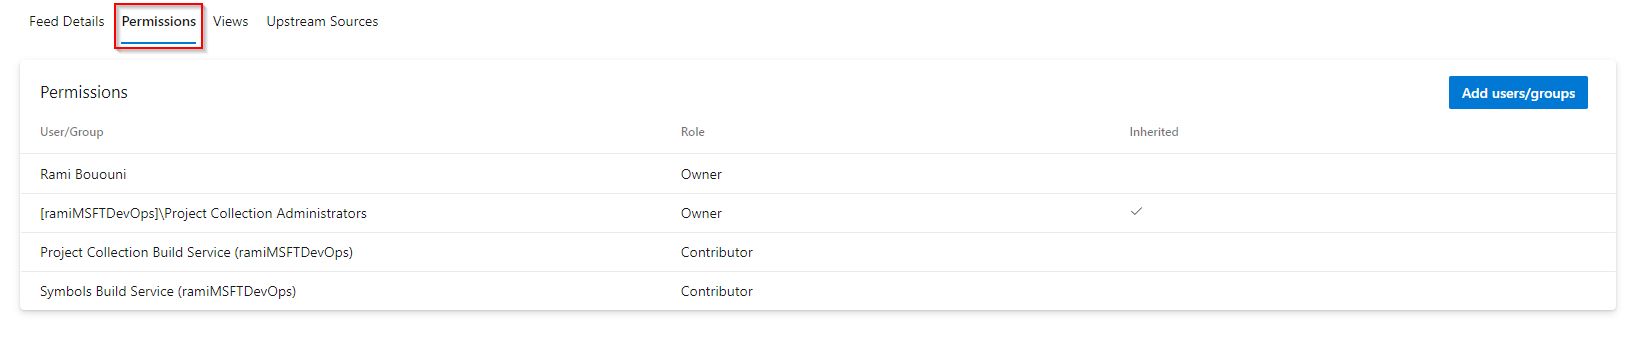 Feed Details Permissions Views Upstream Sources
Permissions Add users/groups
User/Group Role Inherited
Rami Bououni Owner
[ramiMSFTDevOps]\Project Collection Administrators Owner
Project Collection Build Service (ramiMSFTDevOps) Contributor
Symbols Build Service (ramiMSFTDevOps) Contributor